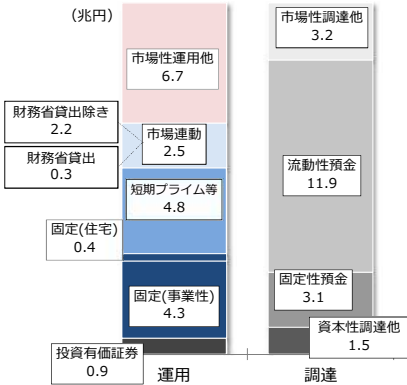 （兆円）
市場性運用他
6.7
財務省貸出除き
2.2
財務省貸出
0.3
市場連動
2.5
短期プライム等
4.8
固定(住宅)
0.4
固定(事業性)
4.3
投資有価証券
0.9
運用
市場性調達他
3.2
流動性預金
11.9
固定性預金
3.1
資本性調達他
1.5
調達